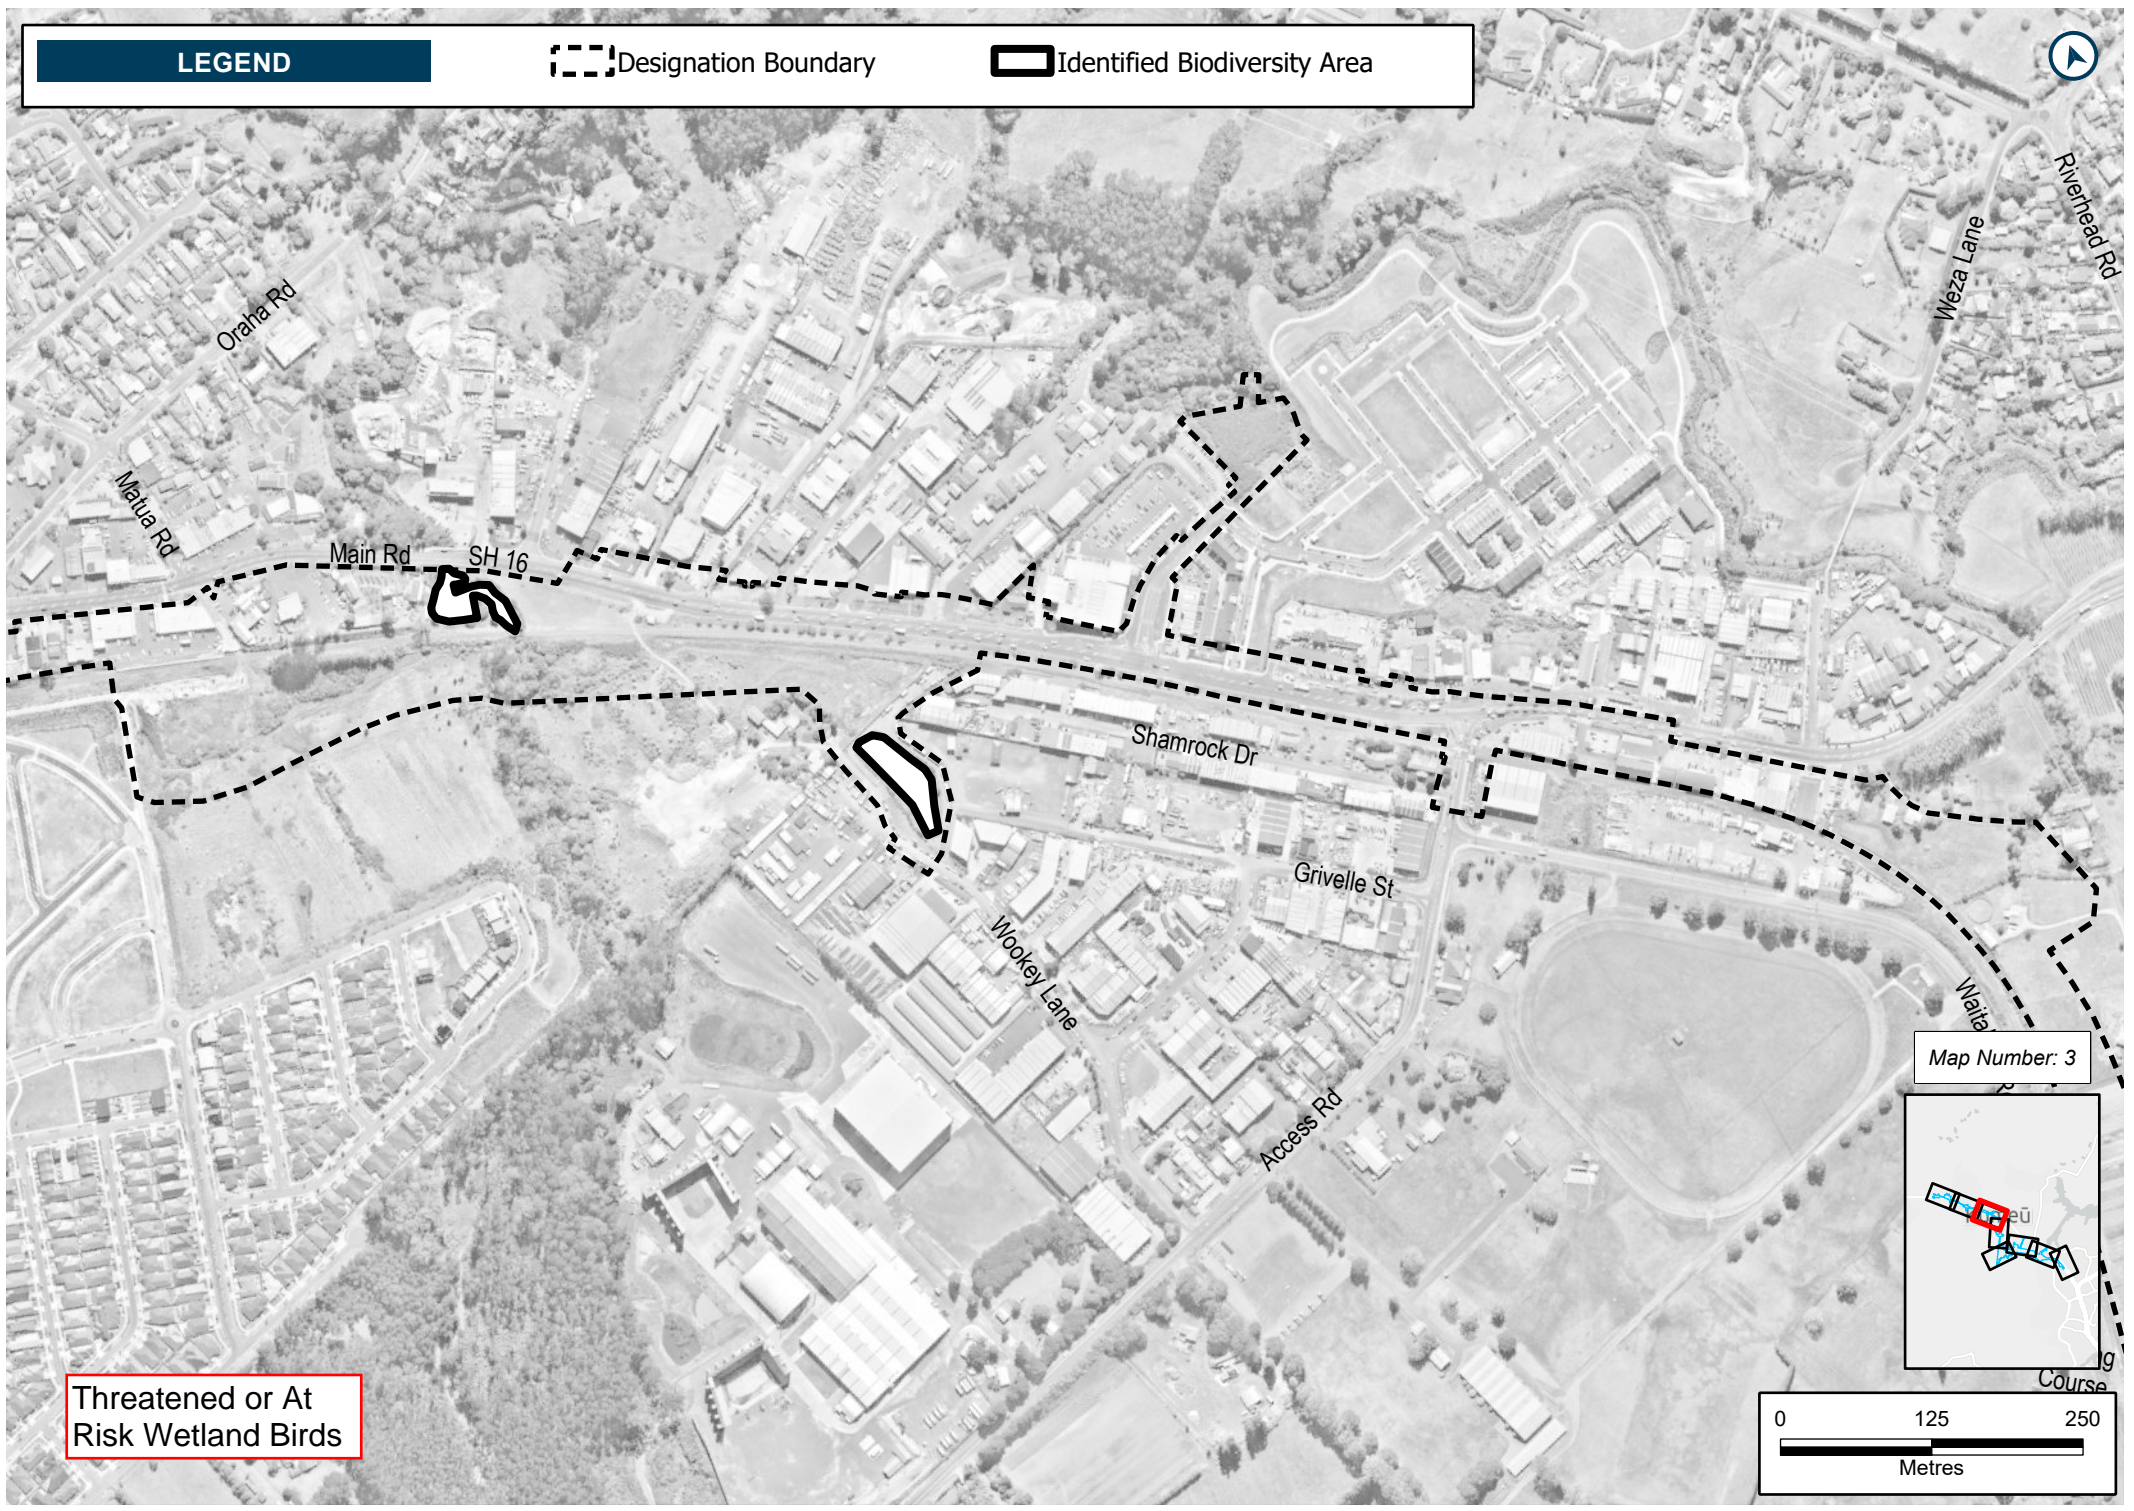 LEGEND
Designation Boundary
Identified Biodiversity Area
Riverhead Rd
Weza Lane
Oraha Rd
Matua Rd
Main Rd
SH 16
Shamrock Dr
Grivelle St
Wookey Lane
Access Rd
Map Number: 3
Course
Threatened or At
Risk Wetland Birds
0 125 250
Metres